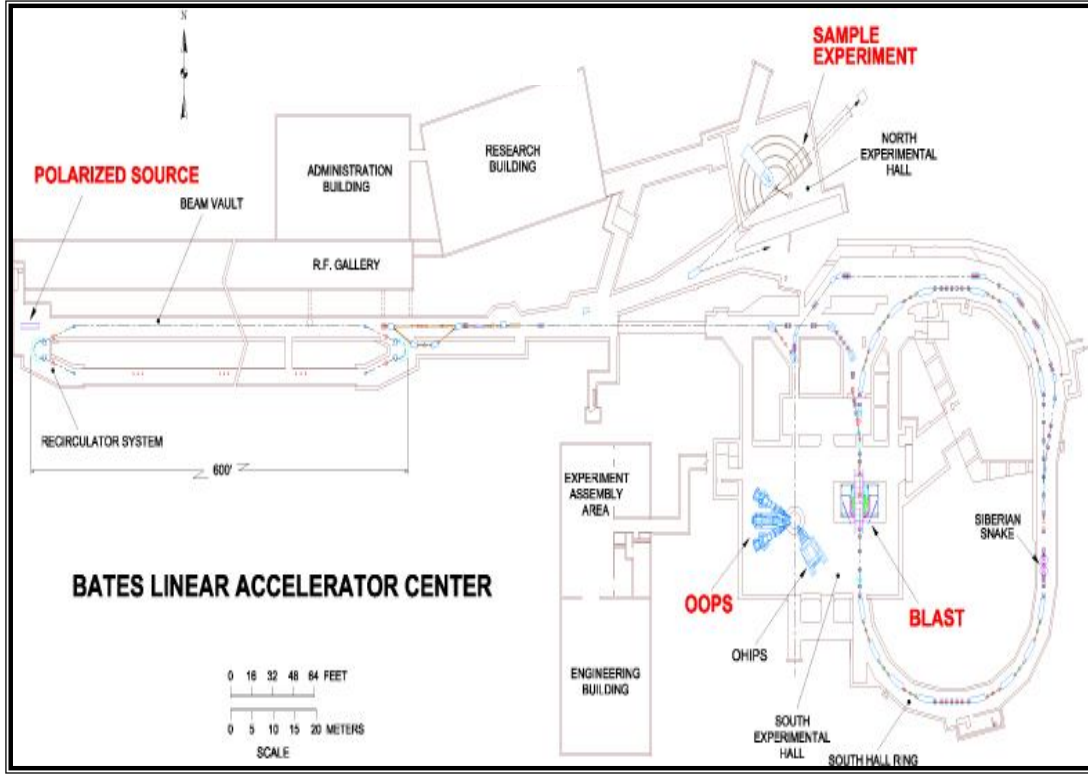 N
SAMPLE
EXPERIMENT
NORTH
EXPERIMENTAL
HALL
RESEARCH
BUILDING
ADMINISTRATION
BUILDING
POLARIZED SOURCE
BEAM VAULT
R.F. GALLERY
RECIRCULATOR SYSTEM
600'
EXPERIMENT
ASSEMBLY
AREA
SIBERIAN
SNAKE
BATES LINEAR ACCELERATOR CENTER
OOPS
BLAST
OHIPS
ENGINEERING
BUILDING
0 16 32 48 64 FEET
0 5 10 15 20 METERS
SCALE
SOUTH
EXPERIMENTAL
HALL
SOUTH HALL RING